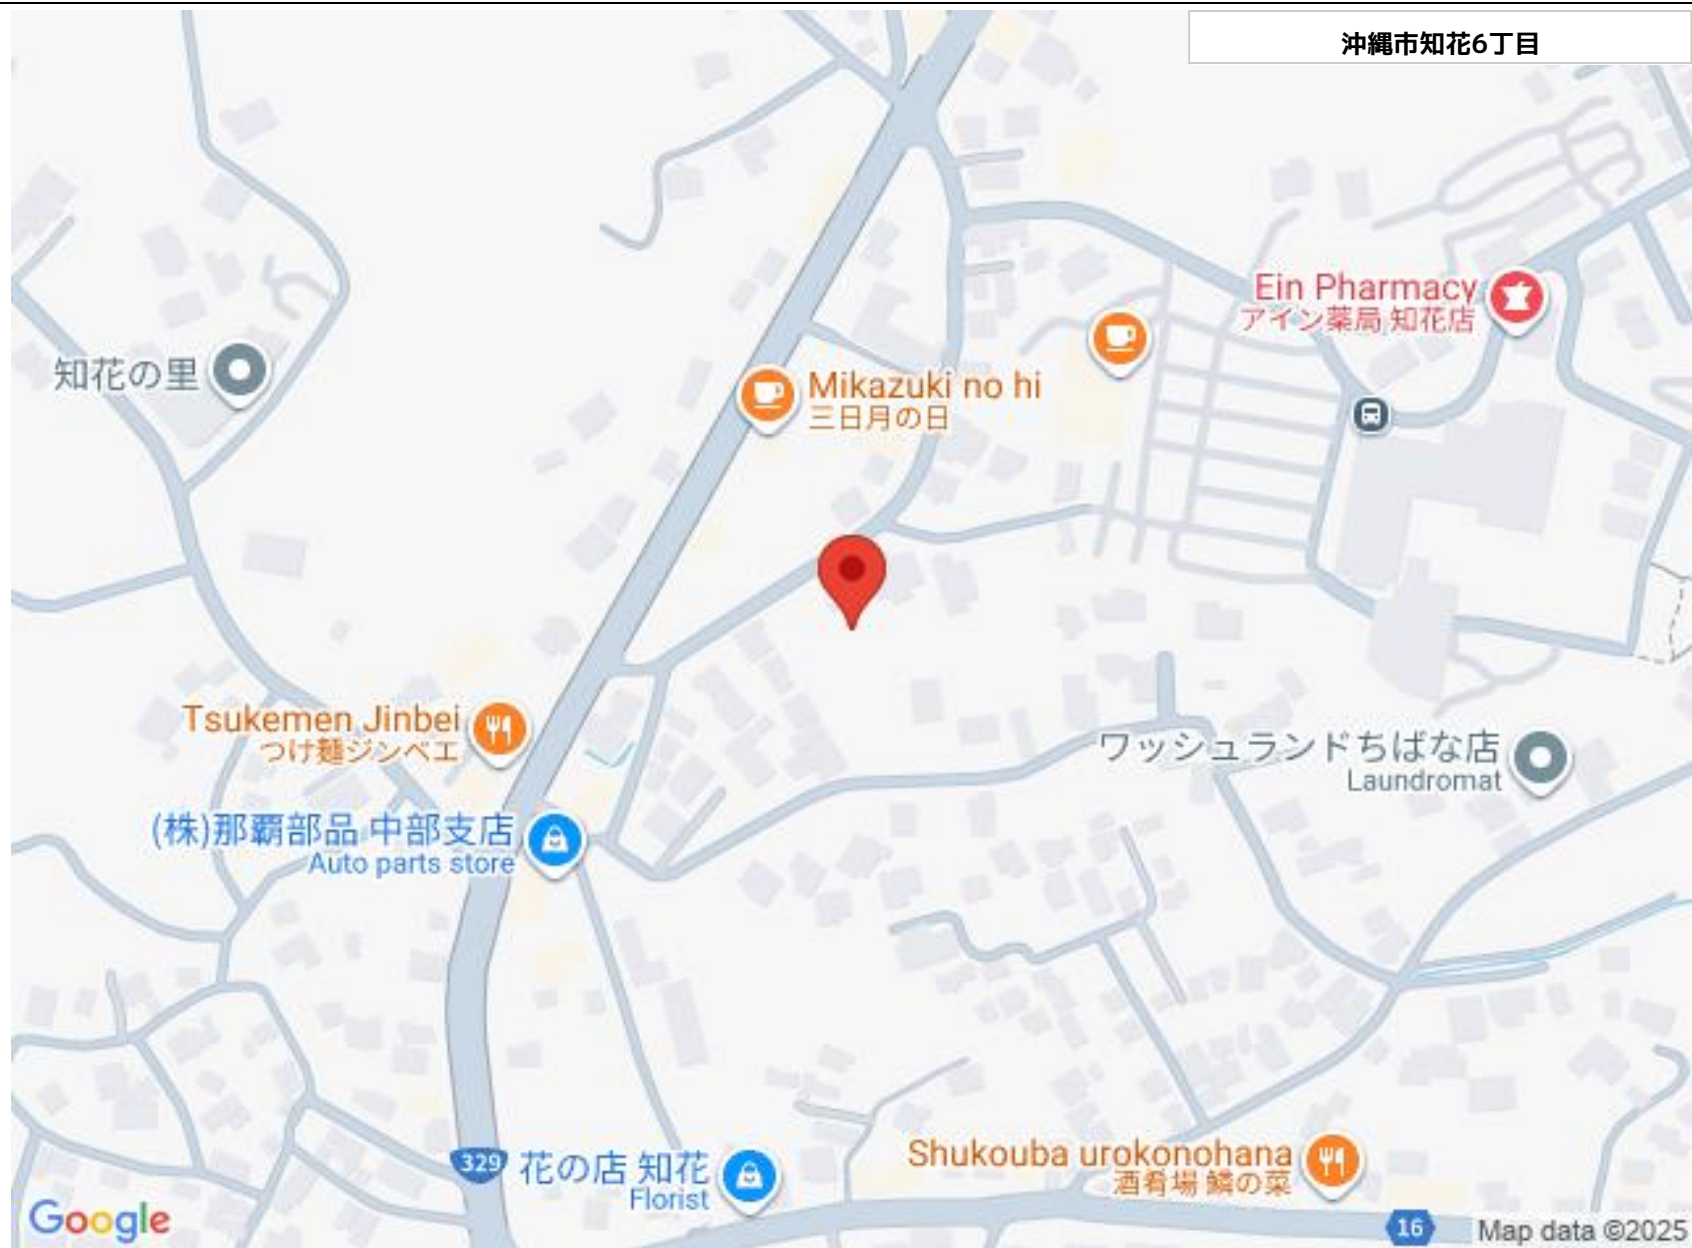 沖縄市知花6丁目
Ein Pharmacy
アイン薬局 知花店
知花の里
Mikazuki no hi
三日月の日
Tsukemen Jinbei
つけ麺ジンベエ
ワッシュランドちばな店
Laundromat
(株)那覇部品 中部支店
Auto parts store
329
花の店 知花
Florist
Shukouba urokonohana
酒肴場 鱗の菜
Google
16
Map data ©2025